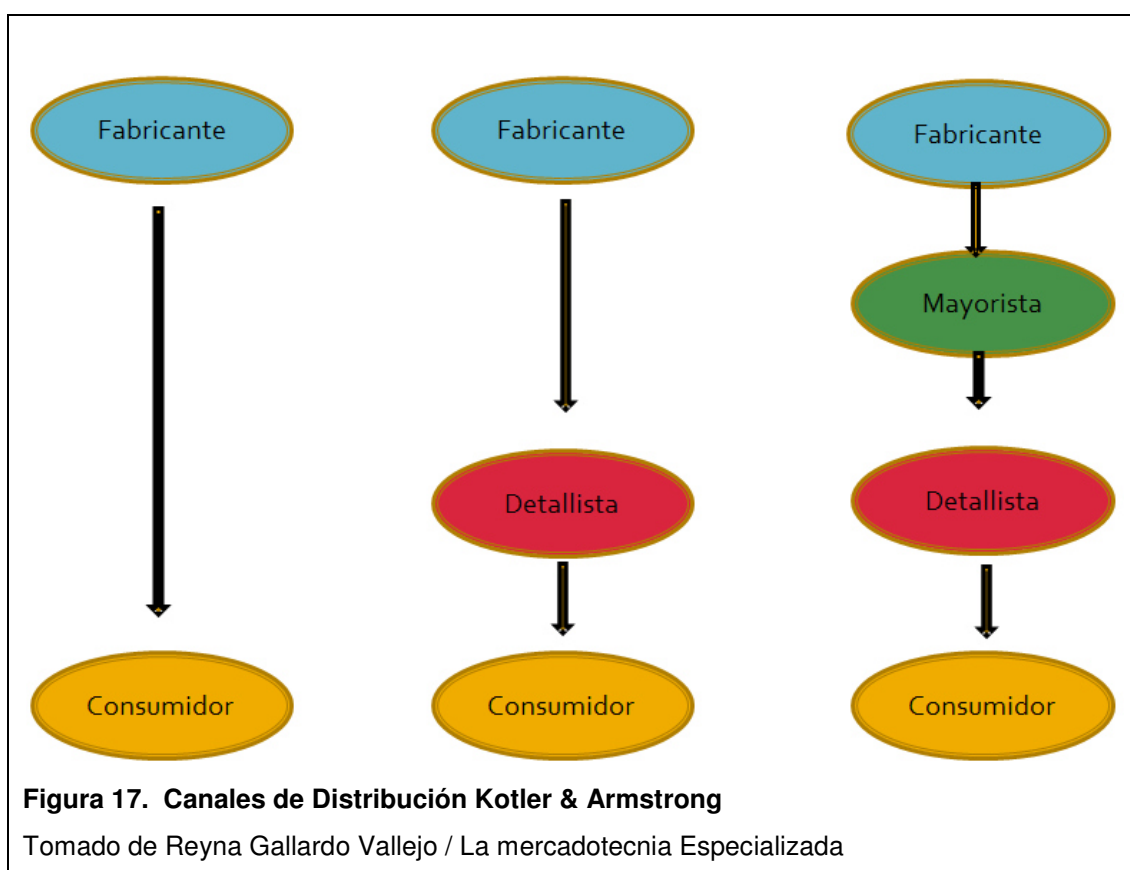 Fabricante
Fabricante
Fabricante
Mayorista
Detallista
Detallista
Consumidor
Consumidor
Consumidor
Figura 17. Canales de Distribución Kotler & Armstrong
Tomado de Reyna Gallardo Vallejo / La mercadotecnia Especializada